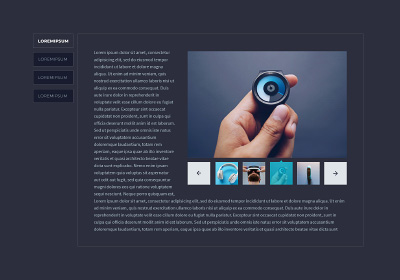 LOREMIPSUM
LOREMIPSUM
LOREMIPSUM
LOREMIPSUM
Lorem ipsum dolor sit amet, consectetur
adipiscing elit, sed do eiusmod tempor
incididunt ut labore et dolore magna
aliqua. Ut enim ad minim veniam, quis
nostrud exercitation ullamco laboris nisi ut
aliquip ex ea commodo consequat. Duis
aute irure dolor in reprehenderit in
voluptate velit esse cillum dolore eu fugiat
nulla pariatur. Excepteur sint occaecat
cupidatat non proident, sunt in culpa qui
officia deserunt mollit anim id est laborum.
Sed ut perspiciatis unde omnis iste natus
error sit voluptatem accusantium
doloremque laudantium, totam rem
aperiam, eaque ipsa quae ab illo inventore
veritatis et quasi architecto beatae vitae
dicta sunt explicabo. Nemo enim ipsam
voluptatem quia voluptas sit aspernatur
aut odit aut fugit, sed quia consequuntur
magni dolores eos qui ratione voluptatem
sequi nesciunt. Neque porro quisquam est,
Lorem ipsum dolor sit amet, consectetur adipiscing elit, sed do eiusmod tempor incididunt ut labore et dolore magna aliqua. Ut enim
ad minim veniam, quis nostrud exercitation ullamco laboris nisi ut aliquip ex ea commodo consequat. Duis aute irure dolor in
reprehenderit in voluptate velit esse cillum dolore eu fugiat nulla pariatur. Excepteur sint occaecat cupidatat non proident, sunt in
culpa qui officia deserunt mollit anim id est laborum. Sed ut perspiciatis unde omnis iste natus error sit voluptatem accusantium
doloremque laudantium, totam rem aperiam, eaque ipsa quae ab illo inventore veritatis et quasi architecto beatae vitae dicta sunt